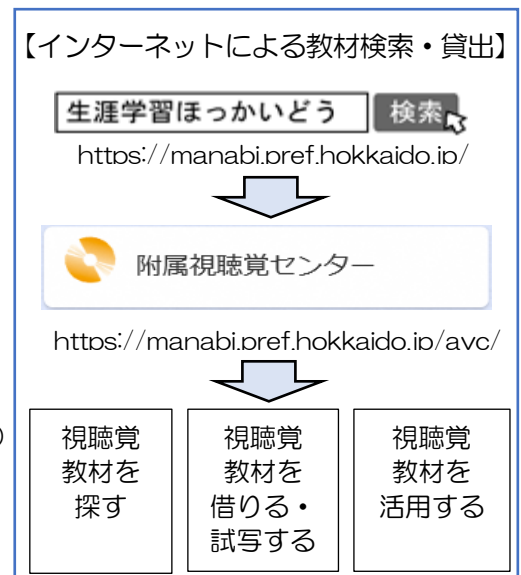 【インターネットによる教材検索・貸出】
生涯学習ほっかいどう 検索
https://manabi.pref.hokkaido.jp/
附属視聴覚センター
https://manabi.pref.hokkaido.jp/avc/
視聴覚
教材を
探す
視聴覚
教材を
借りる・
試写する
視聴覚
教材を
活用する
）